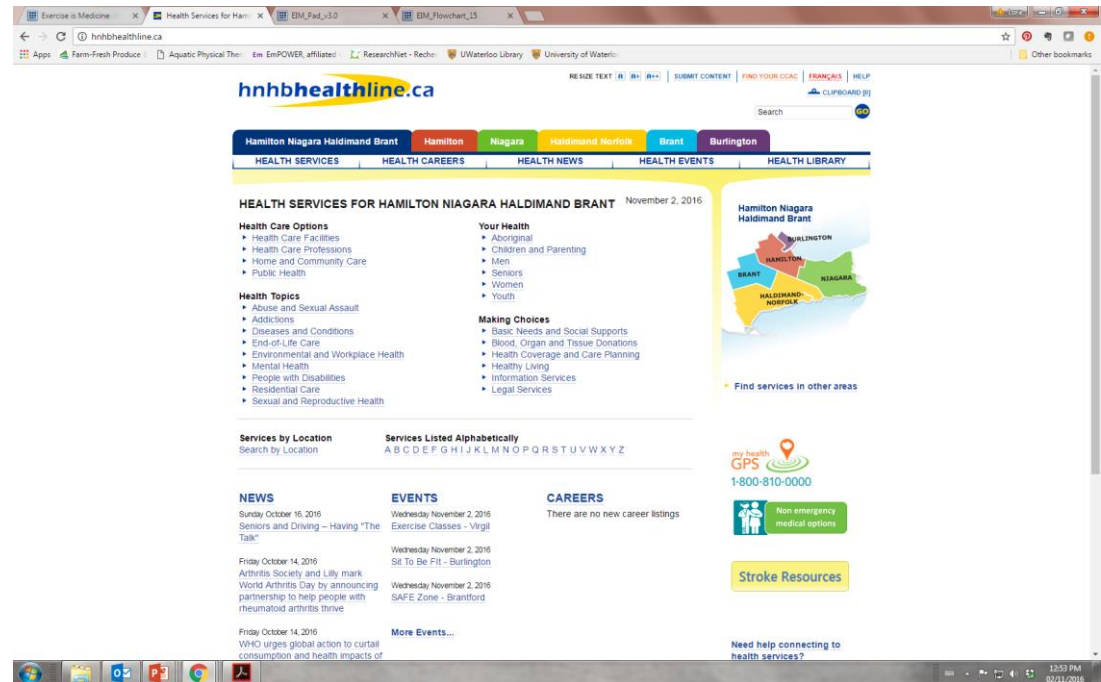 Exercise is Medicine
Health Services for Ham
EIM_Pad_v3.0
EIM_Flowchart_15
hnhbhealthline.ca
Apps
Farm-Fresh Produce
Aquatic Physical Ther
EmPOWER, affiliated
ResearchNet - Recher
UWaterloo Library
University of Waterloo
Other bookmarks
hnhbhealthline.ca
RESIZE TEXT A A+ A++ SUBMIT CONTENT FIND YOUR CCAC FRANÇAIS HELP
CLIPBOARD [0]
Search GO
Hamilton Niagara Haldimand Brant Hamilton Niagara Haldimand Norfolk Brant Burlington
HEALTH SERVICES HEALTH CAREERS HEALTH NEWS HEALTH EVENTS HEALTH LIBRARY
HEALTH SERVICES FOR HAMILTON NIAGARA HALDIMAND BRANT November 2, 2016
Health Care Options
Health Care Facilities
Health Care Professions
Home and Community Care
Public Health
Health Topics
Abuse and Sexual Assault
Addictions
Diseases and Conditions
End-of-Life Care
Environmental and Workplace Health
Mental Health
People with Disabilities
Residential Care
Sexual and Reproductive Health
Your Health
Aboriginal
Children and Parenting
Men
Seniors
Women
Youth
Making Choices
Basic Needs and Social Supports
Blood, Organ and Tissue Donations
Health Coverage and Care Planning
Healthy Living
Information Services
Legal Services
Hamilton Niagara
Haldimand Brant
BURLINGTON
HAMILTON
BRANT
NIAGARA
HALDIMAND-
NORFOLK
Find services in other areas
Services by Location
Search by Location
Services Listed Alphabetically
A B C D E F G H I J K L M N O P Q R S T U V W X Y Z
my health
GPS
1-800-810-0000
Non emergency
medical options
Stroke Resources
Need help connecting to
health services?
NEWS
Sunday October 16, 2016
Seniors and Driving – Having "The
Talk"
Friday October 14, 2016
Arthritis Society and Lilly mark
World Arthritis Day by announcing
partnership to help people with
rheumatoid arthritis thrive
Friday October 14, 2016
WHO urges global action to curtail
consumption and health impacts of
EVENTS
Wednesday November 2, 2016
Exercise Classes - Virgil
Wednesday November 2, 2016
Sit To Be FIt - Burlington
Wednesday November 2, 2016
SAFE Zone - Brantford
More Events...
CAREERS
There are no new career listings
12:53 PM
02/11/2016